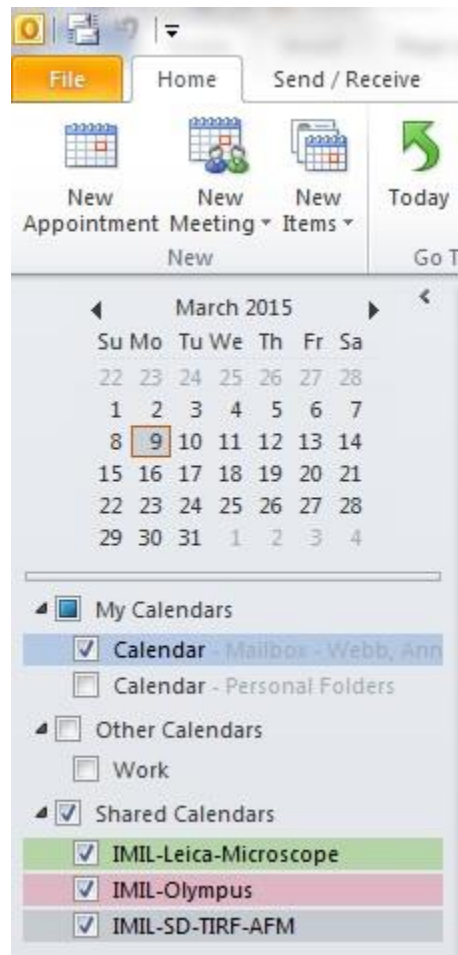 File Home Send / Re ceive
New Appointment New Meeting New Items Today
New Go T
March 2015
Su Mo Tu We Th Fr Sa
22 23 24 25 26 27 28
1 2 3 4 5 6 7
8 9 10 11 12 13 14
15 16 17 18 19 20 21
22 23 24 25 26 27 28
29 30 31 1 2 3 4
My Calendars
Calendar - Mailbox - Webb, Ann
Calendar - Personal Folders
Other Calendars
Work
Shared Calendars
IMIL-Leica-Microscope
IMIL-Olympus
IMIL-SD-TIRF-AFM